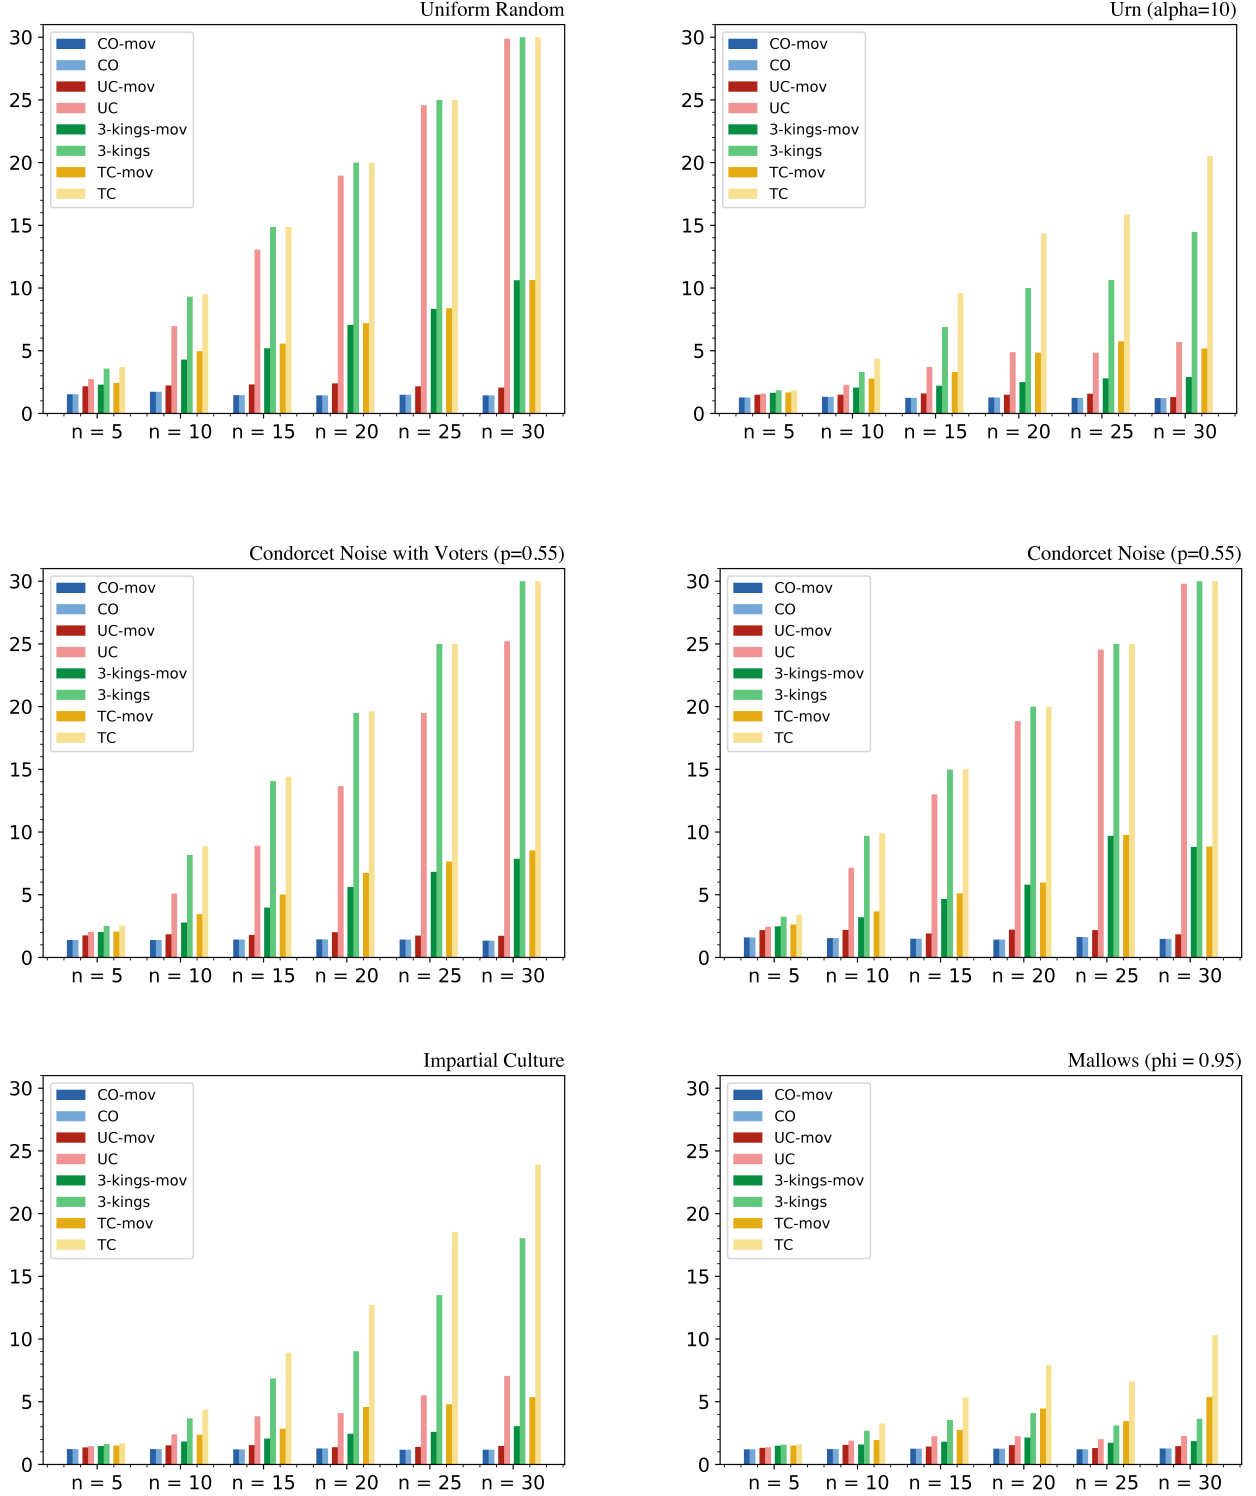 Uniform Random
30
25
20
15
10
5
0
CO-mov
CO
UC-mov
UC
3-kings-mov
3-kings
TC-mov
TC
n = 5 n = 10 n = 15 n = 20 n = 25 n = 30
Urn (alpha=10)
30
25
20
15
10
5
0
CO-mov
CO
UC-mov
UC
3-kings-mov
3-kings
TC-mov
TC
n = 5 n = 10 n = 15 n = 20 n = 25 n = 30
Condorcet Noise with Voters (p=0.55)
30
25
20
15
10
5
0
CO-mov
CO
UC-mov
UC
3-kings-mov
3-kings
TC-mov
TC
n = 5 n = 10 n = 15 n = 20 n = 25 n = 30
Condorcet Noise (p=0.55)
30
25
20
15
10
5
0
CO-mov
CO
UC-mov
UC
3-kings-mov
3-kings
TC-mov
TC
n = 5 n = 10 n = 15 n = 20 n = 25 n = 30
Impartial Culture
30
25
20
15
10
5
0
CO-mov
CO
UC-mov
UC
3-kings-mov
3-kings
TC-mov
TC
n = 5 n = 10 n = 15 n = 20 n = 25 n = 30
Mallows (phi = 0.95)
30
25
20
15
10
5
0
CO-mov
CO
UC-mov
UC
3-kings-mov
3-kings
TC-mov
TC
n = 5 n = 10 n = 15 n = 20 n = 25 n = 30